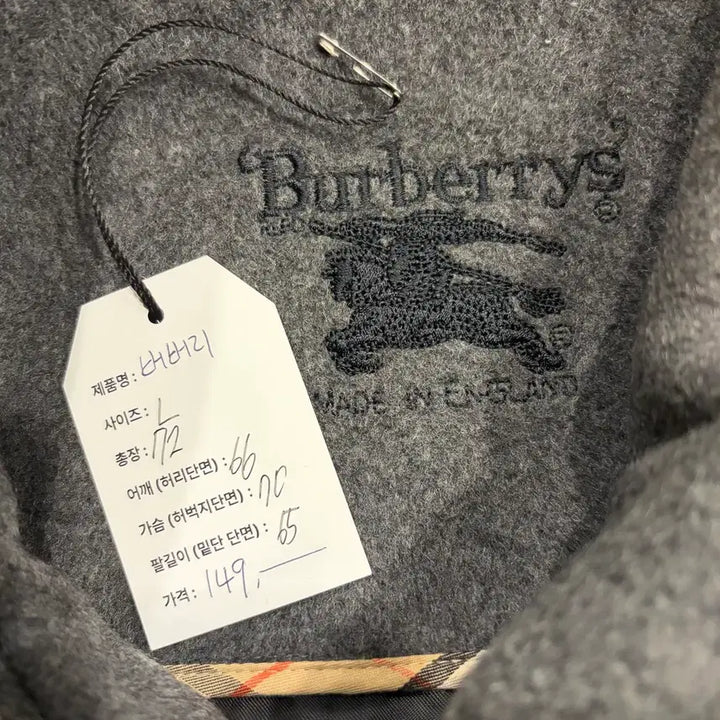 'Burberrys'
®
®
MADE IN ENGLAND
제품명: 버버리
사이즈: L
총장: 172
어깨 (허리단면): 66
가슴 (허벅지단면): 70
팔길이 (밑단 단면): 65
가격: 149,—